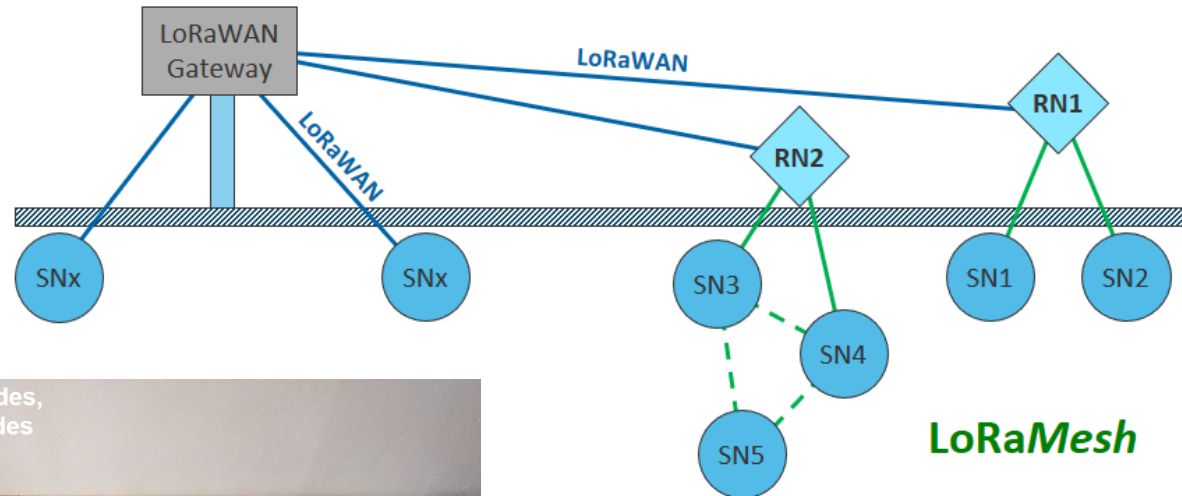 LoRaWAN
Gateway
LoRaWAN
RN1
LoRaWAN
RN2
SNx
SNx
SN3
SN1
SN2
SN4
SN5
LoRaMesh
des,
des